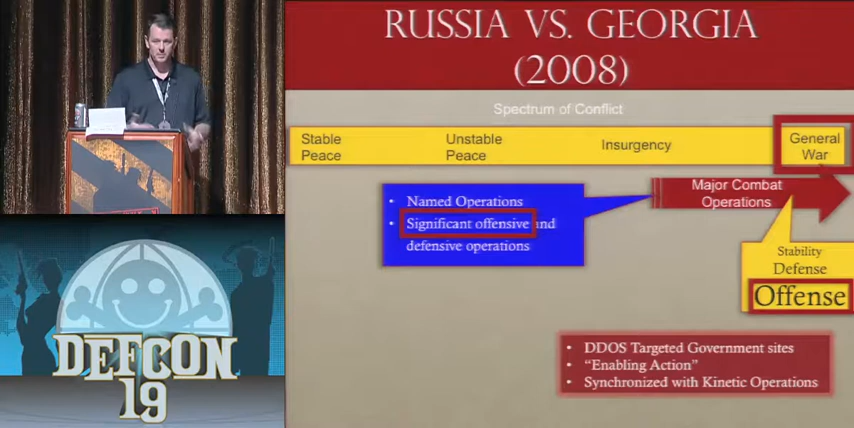 RUSSIA VS. GEORGIA
(2008)
Spectrum of Conflict
Stable
Peace
Unstable
Peace
Insurgency
General
War
Major Combat
Operations
• Named Operations
• Significant offensive and
defensive operations
Stability
Defense
Offense
• DDOS Targeted Government sites
• “Enabling Action”
• Synchronized with Kinetic Operations
DEFCON
19